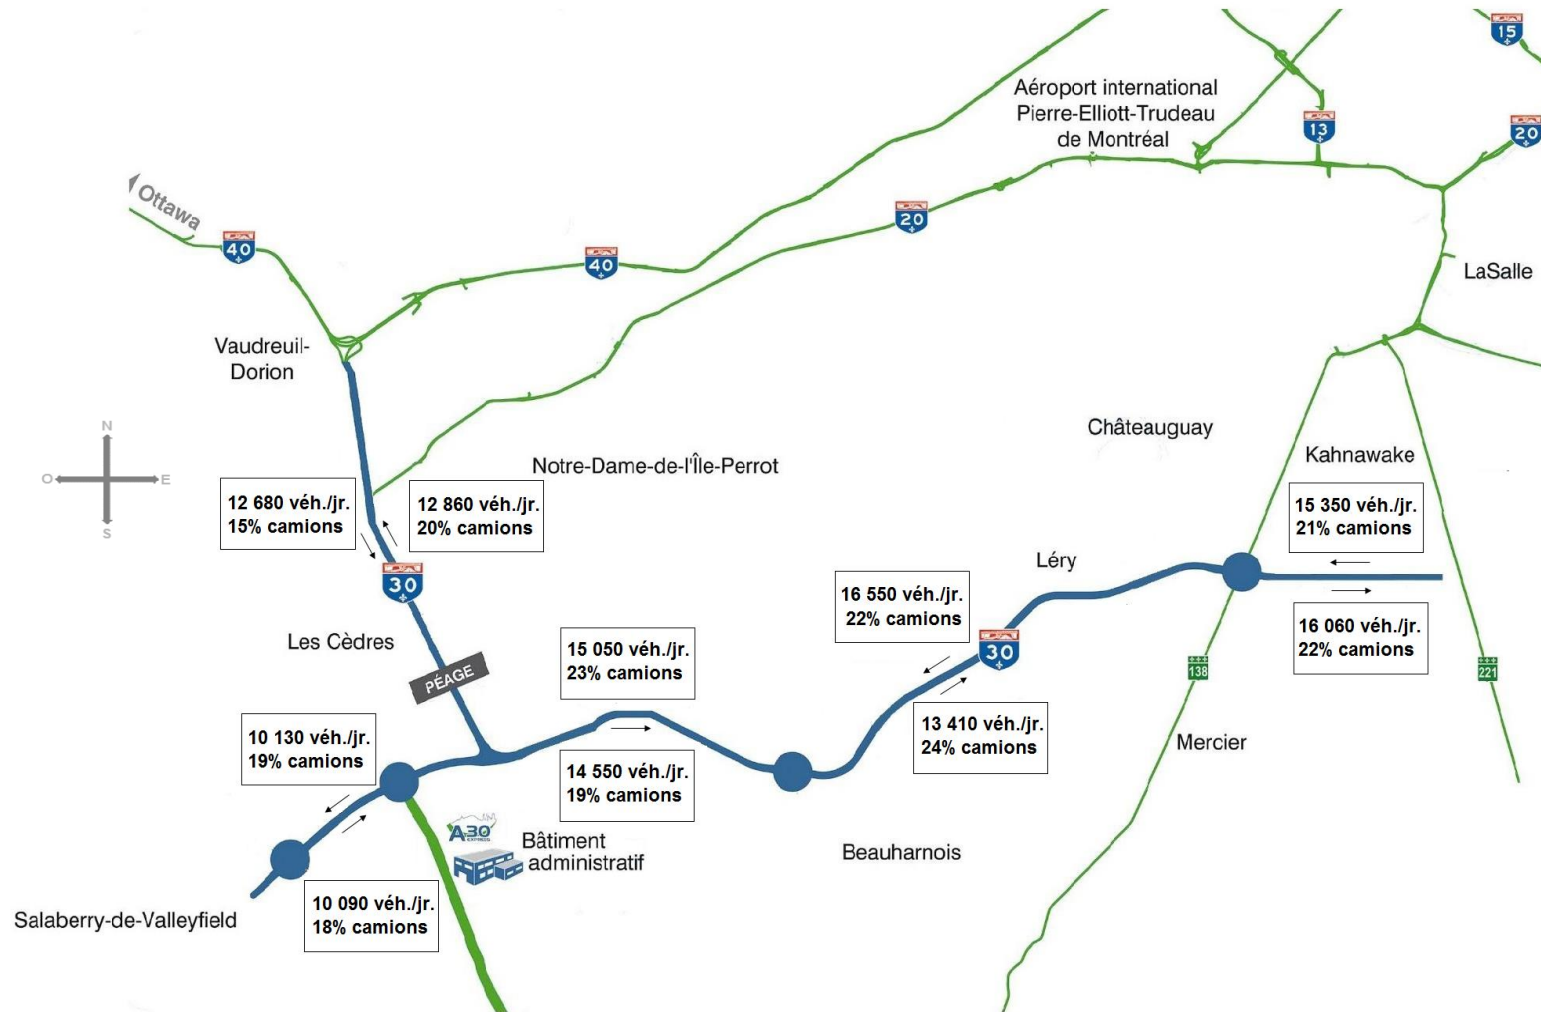 15
Aéroport international
Pierre-Elliott-Trudeau
de Montréal
13
20
Ottawa
40
40
20
LaSalle
Vaudreuil-
Dorion
N
O
E
S
Châteauguay
Kahnawake
Notre-Dame-de-l'Île-Perrot
12 680 véh./jr.
15% camions
12 860 véh./jr.
20% camions
15 350 véh./jr.
21% camions
30
Léry
16 550 véh./jr.
22% camions
16 060 véh./jr.
22% camions
Les Cèdres
15 050 véh./jr.
23% camions
30
138
221
PÉAGE
10 130 véh./jr.
19% camions
13 410 véh./jr.
24% camions
Mercier
14 550 véh./jr.
19% camions
A30
EXPRESS
Bâtiment
administratif
Beauharnois
10 090 véh./jr.
18% camions
Salaberry-de-Valleyfield